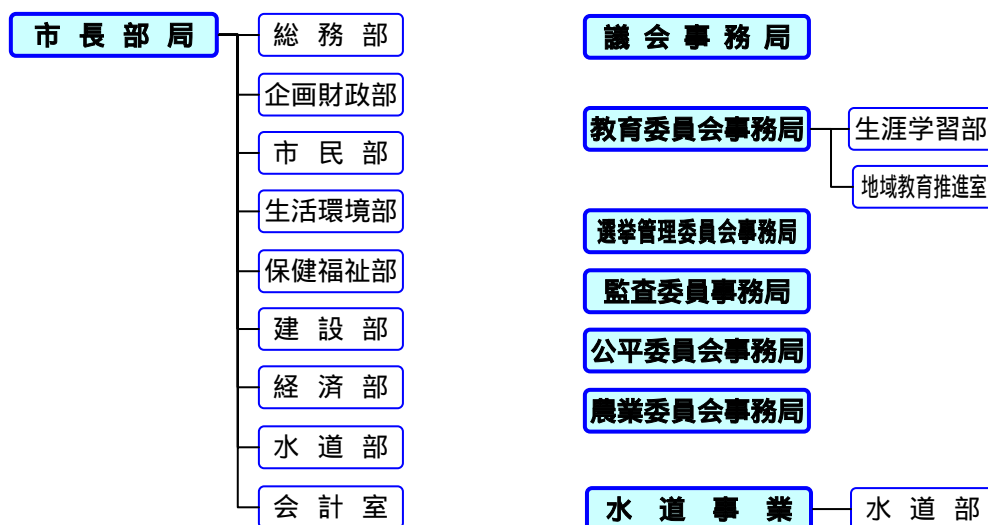 市長部局
総務部
企画財政部
市民部
生活環境部
保健福祉部
建設部
経済部
水道部
会計室
議会事務局
教育委員会事務局
生涯学習部
地域教育推進室
選挙管理委員会事務局
監査委員事務局
公平委員会事務局
農業委員会事務局
水道事業
水道部